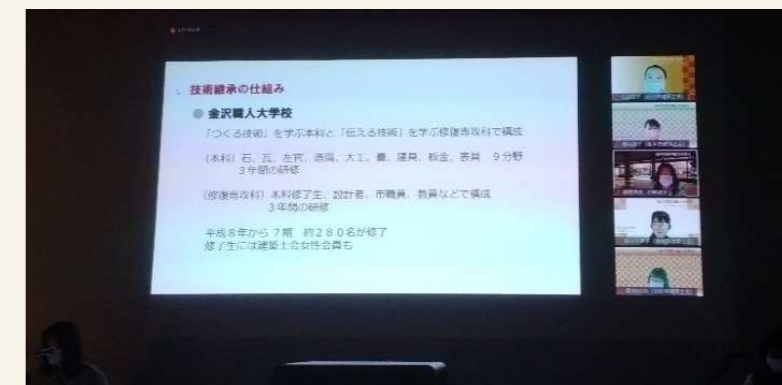 技術継承の仕組み
金沢職人大学校
「つくる技術」を学ぶ本科と「伝える技術」を学ぶ修復専攻科で構成
(本科)石、瓦、左官、造園、大工、畳、建具、板金、表具 9分野
3年間の研修
(修復専攻科)本科修了生、設計者、市職員、教員などで構成
3年間の研修
平成8年から7期 約280名が修了
修了生には建築士会女性会員も